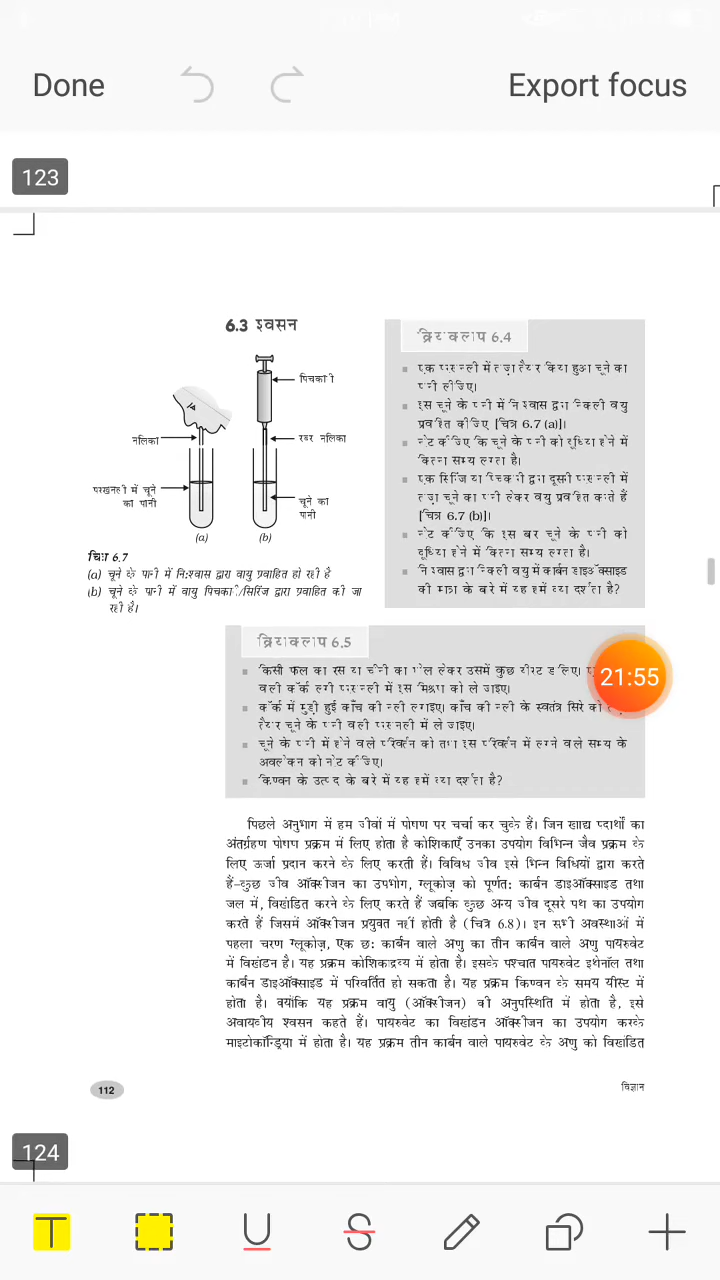 Done
Export focus
123
6.3 श्वसन
पिचकारी
नलिका
रबर नलिका
परखनली में चूने
का पानी
चूने का
पानी
(a)
(b)
चित्र 6.7
(a) चूने के पानी में निःश्वास द्वारा वायु प्रवाहित हो रही है
(b) चूने के पानी में वायु पिचकारी/सिरिंज द्वारा प्रवाहित की जा
रही है।
क्रियाकलाप 6.4
एक परखनली में ताज़ा तैयार किया हुआ चूने का
पानी लीजिए।
इस चूने के पानी में निःश्वास द्वारा निकली वायु
प्रवाहित कीजिए [चित्र 6.7 (a)]।
नोट कीजिए कि चूने के पानी को दूधिया होने में
कितना समय लगता है।
एक सिरिंज या पिचकारी द्वारा दूसरी परखनली में
ताज़ा चूने का पानी लेकर वायु प्रवाहित करते हैं
[चित्र 6.7 (b)]।
नोट कीजिए कि इस बार चूने के पानी को
दूधिया होने में कितना समय लगता है।
निःश्वास द्वारा निकली वायु में कार्बन डाइऑक्साइड
की मात्रा के बारे में यह हमें क्या दर्शाता है?
क्रियाकलाप 6.5
किसी फल का रस या चीनी का घोल लेकर उसमें कुछ यीस्ट डालिए।
वाली कॉर्क लगी परखनली में इस मिश्रण को ले जाइए।
कॉर्क में मुड़ी हुई काँच की नली लगाइए। काँच की नली के स्वतंत्र सिरे को
तैयार चूने के पानी वाली परखनली में ले जाइए।
चूने के पानी में होने वाले परिवर्तन को तथा इस परिवर्तन में लगने वाले समय के
अवलोकन को नोट कीजिए।
किण्वन के उत्पाद के बारे में यह हमें क्या दर्शाता है?
21:55
पिछले अनुभाग में हम जीवों में पोषण पर चर्चा कर चुके हैं। जिन खाद्य पदार्थों का
अंतर्ग्रहण पोषण प्रक्रम में लिए होता है कोशिकाएँ उनका उपयोग विभिन्न जैव प्रक्रम के
लिए ऊर्जा प्रदान करने के लिए करती हैं। विविध जीव इसे भिन्न विधियों द्वारा करते
हैं–कुछ जीव ऑक्सीजन का उपभोग, ग्लूकोज़ को पूर्णतः कार्बन डाइऑक्साइड तथा
जल में, विखंडित करने के लिए करते हैं जबकि कुछ अन्य जीव दूसरे पथ का उपयोग
करते हैं जिसमें ऑक्सीजन प्रयुक्त नहीं होती है (चित्र 6.8)। इन सभी अवस्थाओं में
पहला चरण ग्लूकोज़, एक छः कार्बन वाले अणु का तीन कार्बन वाले अणु पायरुवेट
में विखंडन है। यह प्रक्रम कोशिकाद्रव्य में होता है। इसके पश्चात पायरुवेट इथेनॉल तथा
कार्बन डाइऑक्साइड में परिवर्तित हो सकता है। यह प्रक्रम किण्वन के समय यीस्ट में
होता है। क्योंकि यह प्रक्रम वायु (ऑक्सीजन) की अनुपस्थिति में होता है, इसे
अवायवीय श्वसन कहते हैं। पायरुवेट का विखंडन ऑक्सीजन का उपयोग करके
माइटोकॉन्ड्रिया में होता है। यह प्रक्रम तीन कार्बन वाले पायरुवेट के अणु को विखंडित
112
विज्ञान
124